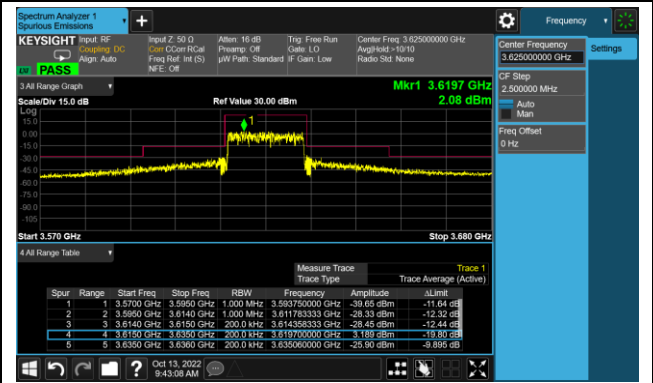 Spectrum Analyzer 1
Spurious Emissions
Frequency
KEYSIGHT Input: RF
Coupling: DC
Align: Auto
Input Z: 50 Ω
Corr CCorr RCal
Freq Ref: Int (S)
NFE: Off
Atten: 16 dB
Preamp: Off
µW Path: Standard
Trig: Free Run
Gate: LO
IF Gain: Low
Center Freq: 3.625000000 GHz
Avg|Hold:>10/10
Radio Std: None
PASS
Center Frequency
3.625000000 GHz
Settings
CF Step
2.500000 MHz
Auto
Man
Freq Offset
0 Hz
3 All Range Graph
Mkr1 3.6197 GHz
2.08 dBm
Scale/Div 15.0 dB
Ref Value 30.00 dBm
Log
15.0
0.00
-15.0
-30.0
-45.0
-60.0
-75.0
-90.0
-105
1
Start 3.570 GHz
Stop 3.680 GHz
4 All Range Table
Measure Trace Trace 1
Trace Type Trace Average (Active)
Spur Range Start Freq Stop Freq RBW Frequency Amplitude ΔLimit
1 1 3.5700 GHz 3.5950 GHz 1.000 MHz 3.593750000 GHz -39.65 dBm -11.64 dB
2 2 3.5950 GHz 3.6140 GHz 1.000 MHz 3.611783333 GHz -28.33 dBm -12.32 dB
3 3 3.6140 GHz 3.6150 GHz 200.0 kHz 3.614358333 GHz -28.45 dBm -12.44 dB
4 4 3.6150 GHz 3.6350 GHz 200.0 kHz 3.619700000 GHz 3.189 dBm -19.80 dB
5 5 3.6350 GHz 3.6360 GHz 200.0 kHz 3.635060000 GHz -25.90 dBm -9.895 dB
?
Oct 13, 2022
9:43:08 AM